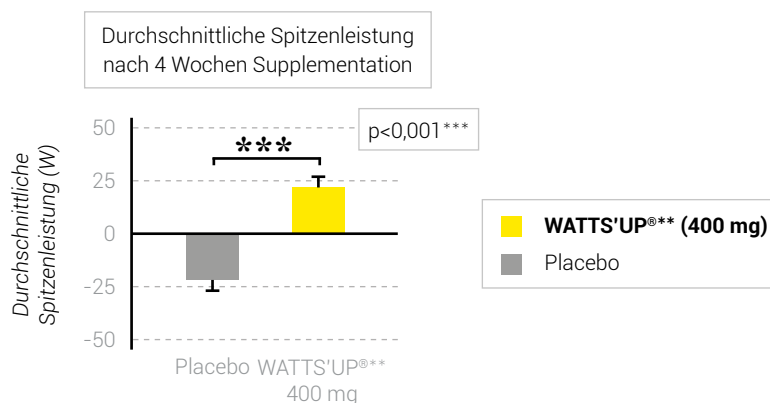 Durchschnittliche Spitzenleistung
nach 4 Wochen Supplementation
Durchschnittliche
Spitzenleistung (W)
50
25
0
-25
-50
***
p<0,001***
Placebo
WATTS'UP®**
400 mg
WATTS'UP®** (400 mg)
Placebo